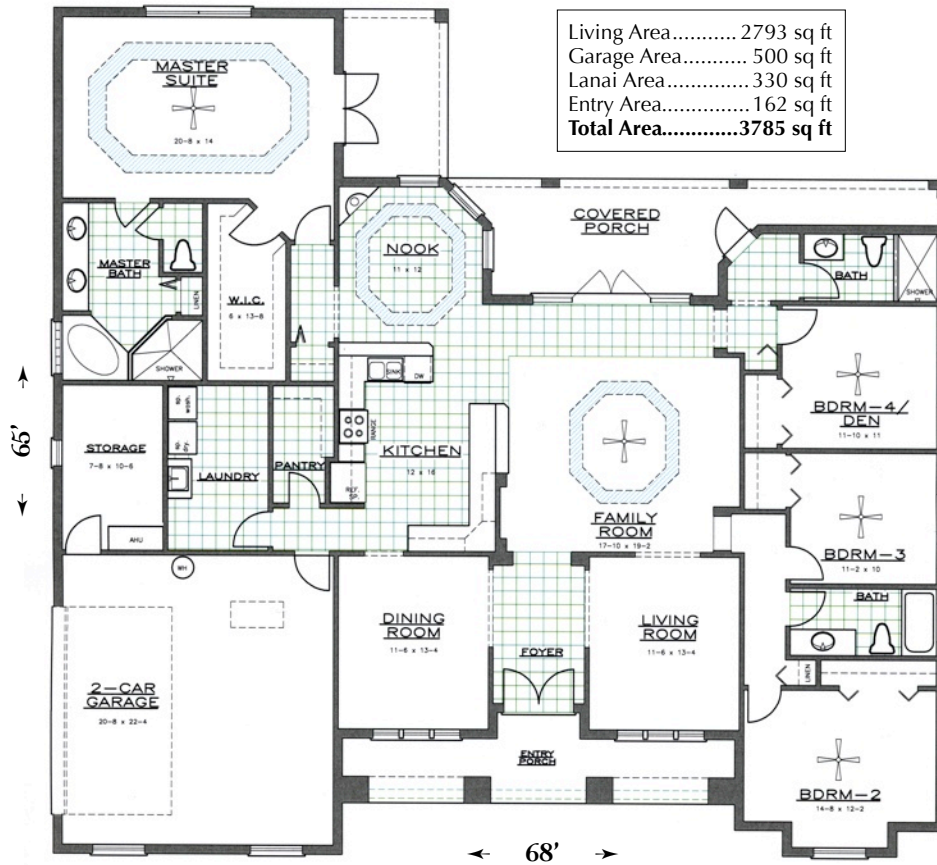 Living Area............ 2793 sq ft
Garage Area........... 500 sq ft
Lanai Area.............. 330 sq ft
Entry Area.............. 162 sq ft
Total Area.............3785 sq ft
MASTER
SUITE
20-8 x 14
COVERED
PORCH
NOOK
11 x 12
MASTER
BATH
LINEN
W.I.C.
6 x 13-8
BATH
SHOWER
SHOWER
SINK
DW
BDRM-4/
DEN
11-10 x 11
65'
STORAGE
7-8 x 10-6
sp.
wash.
sp.
dry.
LAUNDRY
PANTRY
RANGE
KITCHEN
12 x 16
REF.
SP.
FAMILY
ROOM
17-10 x 19-2
BDRM-3
11-2 x 10
AHU
WH
DINING
ROOM
11-6 x 13-4
FOYER
LIVING
ROOM
11-6 x 13-4
BATH
LINEN
2-CAR
GARAGE
20-8 x 22-4
ENTRY
PORCH
BDRM-2
14-8 x 12-2
68'